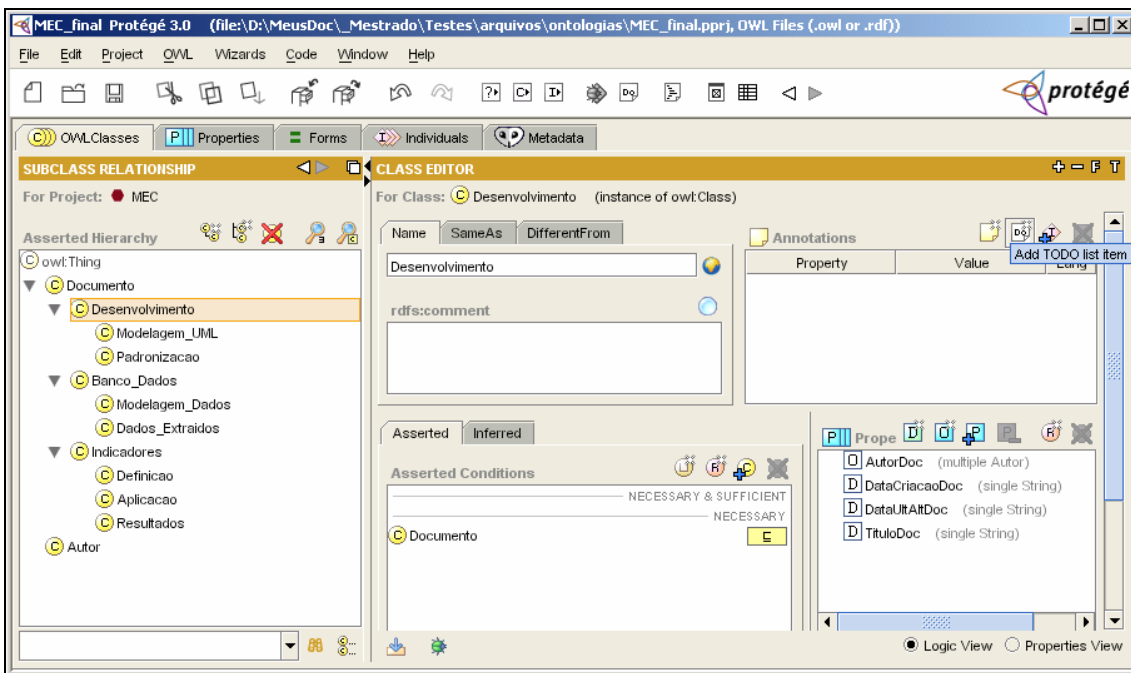 MEC_final Protégé 3.0 (file:\D:\MeusDoc\_Mestrado\Testes\arquivos\ontologias\MEC_final.pprj, OWL Files (.owl or .rdf))
File Edit Project OWL Wizards Code Window Help
protégé
OWLClasses Properties Forms Individuals Metadata
SUBCLASS RELATIONSHIP
For Project: MEC
Asserted Hierarchy
owl:Thing
Documento
Desenvolvimento
Modelagem_UML
Padronizacao
Banco_Dados
Modelagem_Dados
Dados_Extraidos
Indicadores
Definicao
Aplicacao
Resultados
Autor
CLASS EDITOR
F T
For Class: Desenvolvimento (instance of owl:Class)
Name SameAs DifferentFrom
Desenvolvimento
rdfs:comment
Annotations
Add TODO list item
Property Value Lang
Asserted Inferred
Asserted Conditions
NECESSARY & SUFFICIENT
NECESSARY
Documento
Prope
AutorDoc (multiple Autor)
DataCriacaoDoc (single String)
DataUltAltDoc (single String)
TituloDoc (single String)
Logic View Properties View